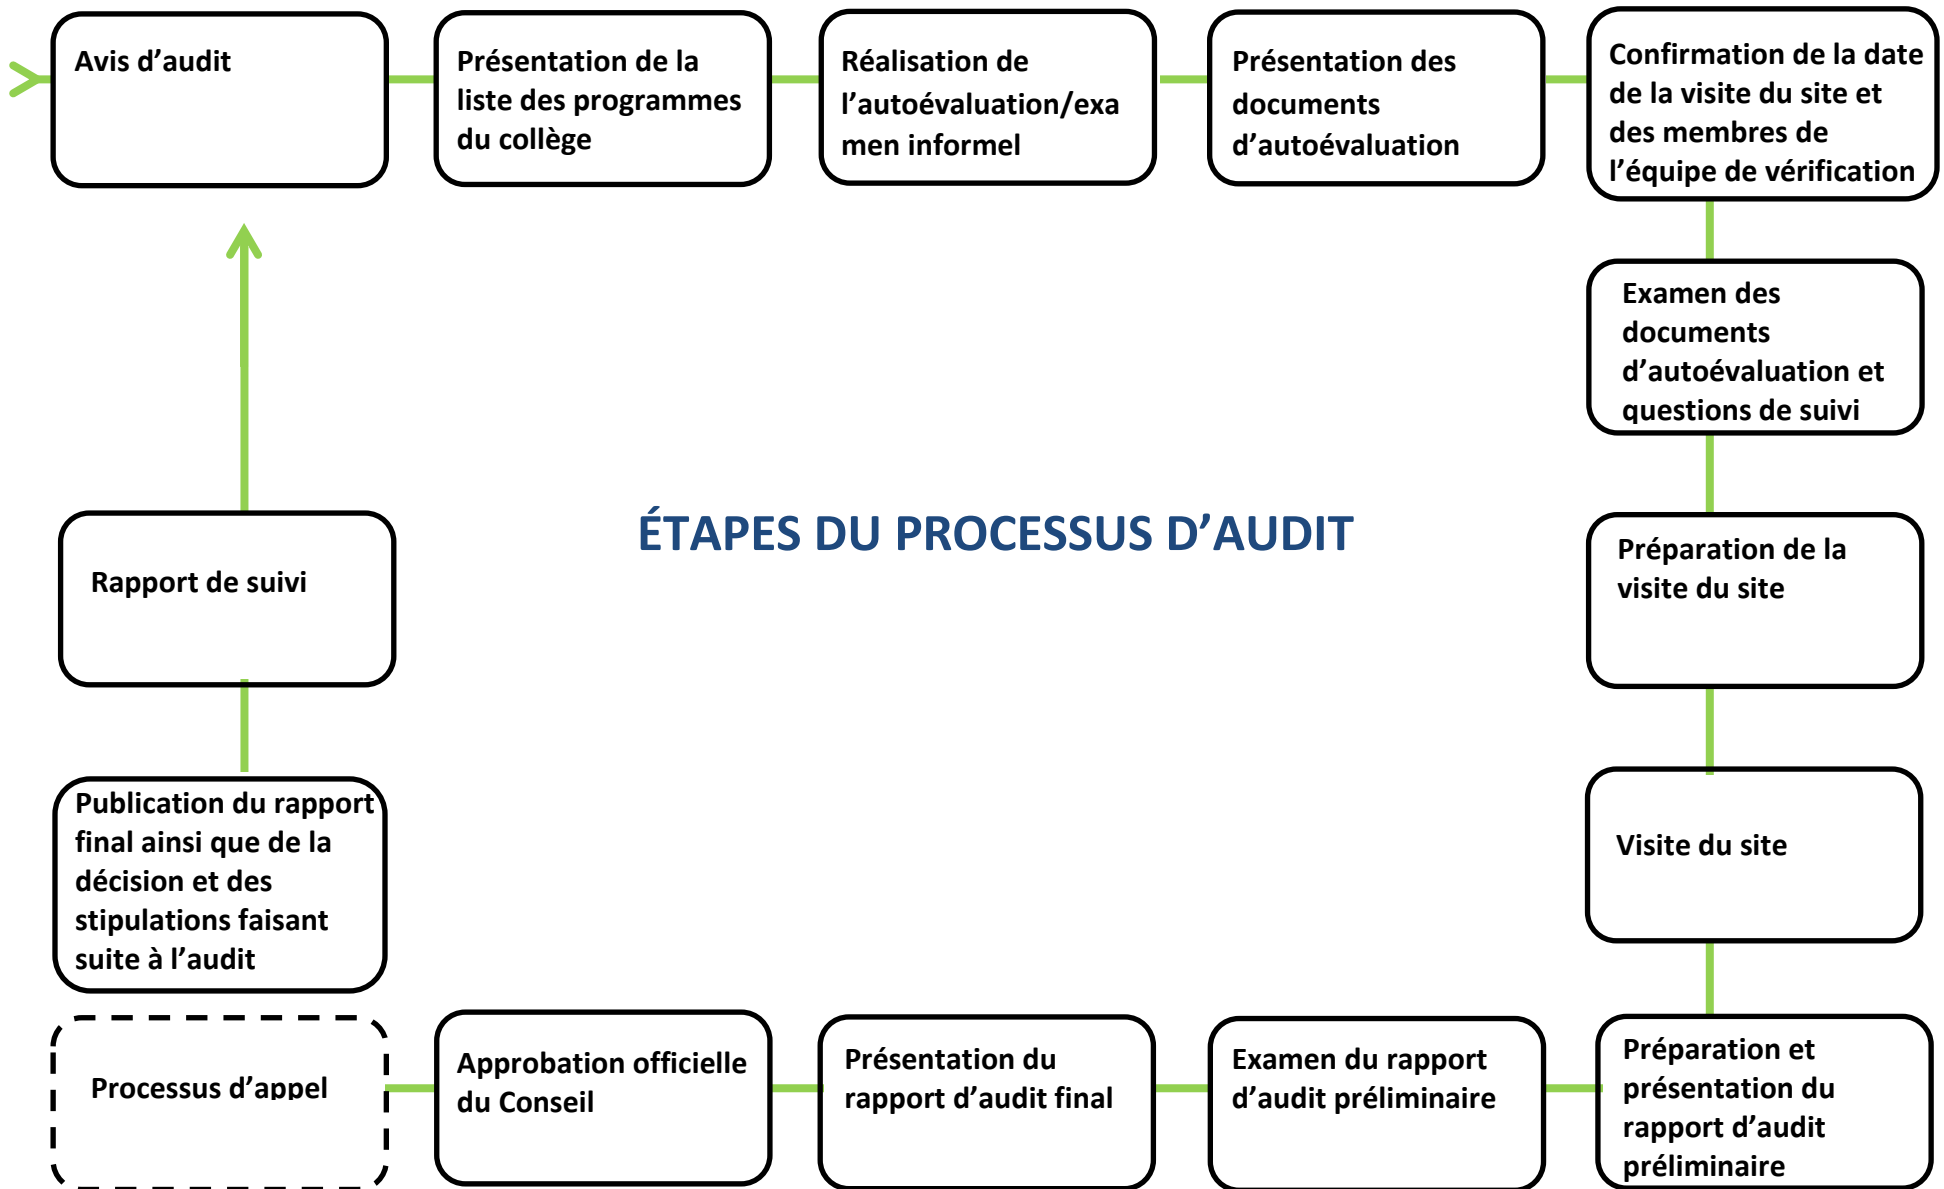 Avis d’audit
Présentation de la
liste des programmes
du collège
Réalisation de
l’autoévaluation/exa
men informel
Présentation des
documents
d’autoévaluation
Confirmation de la date
de la visite du site et
des membres de
l’équipe de vérification
Examen des
documents
d’autoévaluation et
questions de suivi
ÉTAPES DU PROCESSUS D’AUDIT
Préparation de la
visite du site
Visite du site
Préparation et
présentation du
rapport d’audit
préliminaire
Examen du rapport
d’audit préliminaire
Présentation du
rapport d’audit final
Approbation officielle
du Conseil
Processus d’appel
Publication du rapport
final ainsi que de la
décision et des
stipulations faisant
suite à l’audit
Rapport de suivi